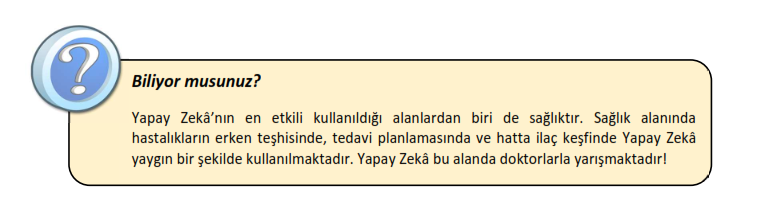 ?
Biliyor musunuz?
Yapay Zekâ’nın en etkili kullanıldığı alanlardan biri de sağlıktır. Sağlık alanında
hastalıkların erken teşhisinde, tedavi planlamasında ve hatta ilaç keşfinde Yapay Zekâ
yaygın bir şekilde kullanılmaktadır. Yapay Zekâ bu alanda doktorlarla yarışmaktadır!